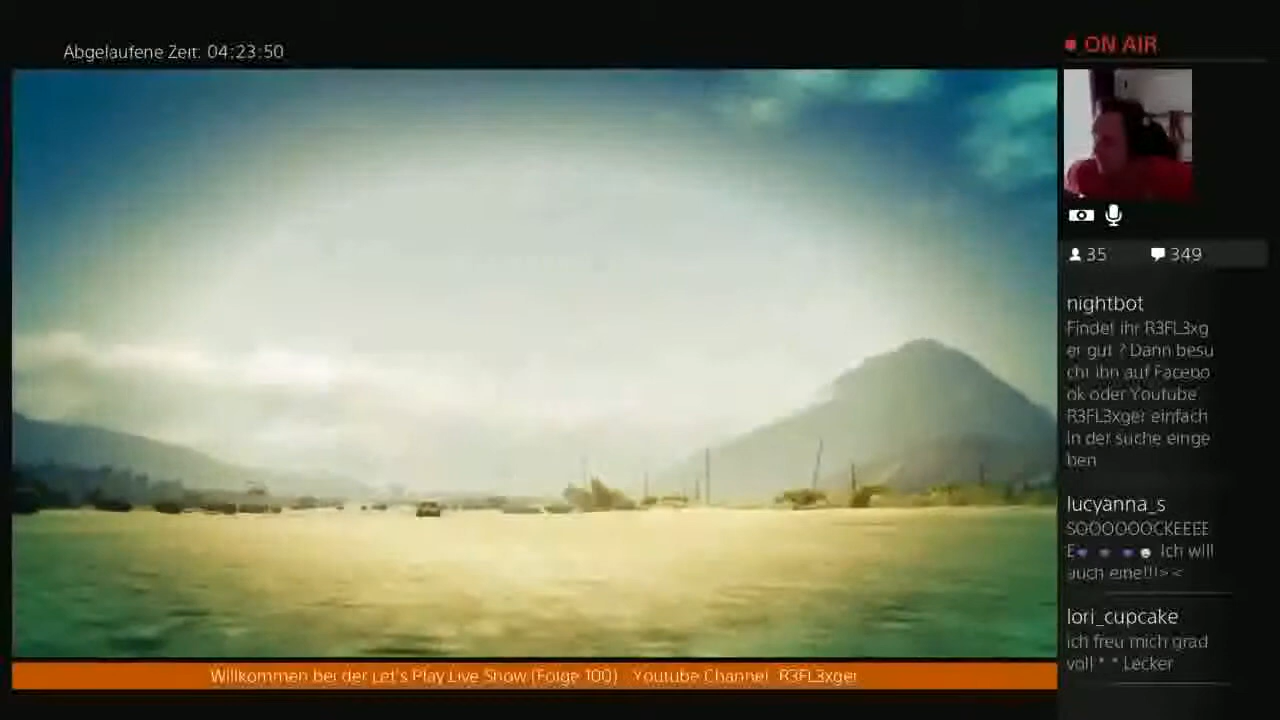 Abgelaufene Zeit: 04:23:50
ON AIR
35 349
nightbot
Findet ihr R3FL3xg
er gut ? Dann besu
cht ihn auf Facebo
ok oder Youtube
R3FL3xger einfach
in der suche einge
ben
lucyanna_s
SOOOOOOCKEEEE
E Ich will
auch eine!!!> <
lori_cupcake
ich freu mich grad
voll * * Lecker
Willkommen bei der Let's Play Live Show (Folge 100) Youtube Channel: R3FL3xger